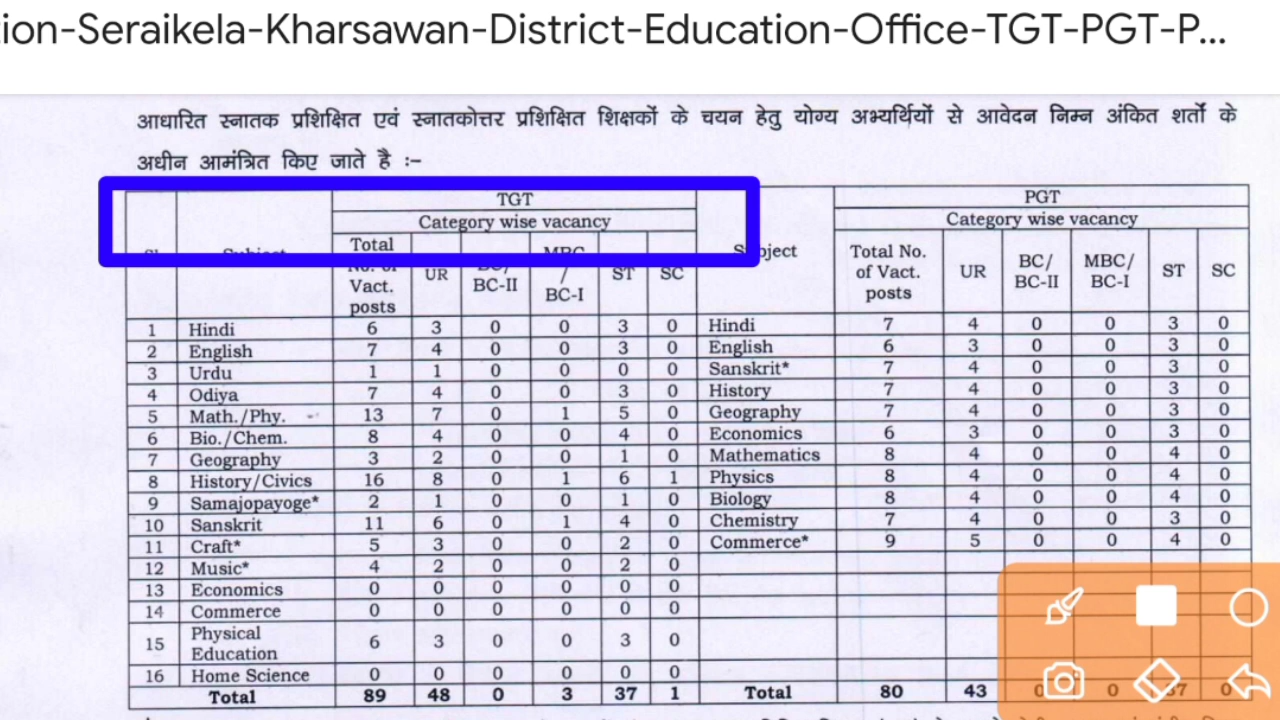 ion-Seraikela-Kharsawan-District-Education-Office-TGT-PGT-P...
आधारित स्नातक प्रशिक्षित एवं स्नातकोत्तर प्रशिक्षित शिक्षकों के चयन हेतु योग्य अभ्यर्थियों से आवेदन निम्न अंकित शर्तो के
अधीन आमंत्रित किए जाते है :–
TGT PGT
Category wise vacancy Category wise vacancy
Subject Total No. of Vact. posts UR BC/ BC-II MBC / BC-I ST SC Subject Total No. of Vact. posts UR BC/ BC-II MBC/ BC-I ST SC
1 Hindi 6 3 0 0 3 0 Hindi 7 4 0 0 3 0
2 English 7 4 0 0 3 0 English 6 3 0 0 3 0
3 Urdu 1 1 0 0 0 0 Sanskrit* 7 4 0 0 3 0
4 Odiya 7 4 0 0 3 0 History 7 4 0 0 3 0
5 Math./Phy. 13 7 0 1 5 0 Geography 7 4 0 0 3 0
6 Bio./Chem. 8 4 0 0 4 0 Economics 6 3 0 0 3 0
7 Geography 3 2 0 0 1 0 Mathematics 8 4 0 0 4 0
8 History/Civics 16 8 0 1 6 1 Physics 8 4 0 0 4 0
9 Samajopayoge* 2 1 0 0 1 0 Biology 8 4 0 0 4 0
10 Sanskrit 11 6 0 1 4 0 Chemistry 7 4 0 0 3 0
11 Craft* 5 3 0 0 2 0 Commerce* 9 5 0 0 4 0
12 Music* 4 2 0 0 2 0
13 Economics 0 0 0 0 0 0
14 Commerce 0 0 0 0 0 0
15 Physical Education 6 3 0 0 3 0
16 Home Science 0 0 0 0 0 0
Total 89 48 0 3 37 1 Total 80 43 0 0 37 0